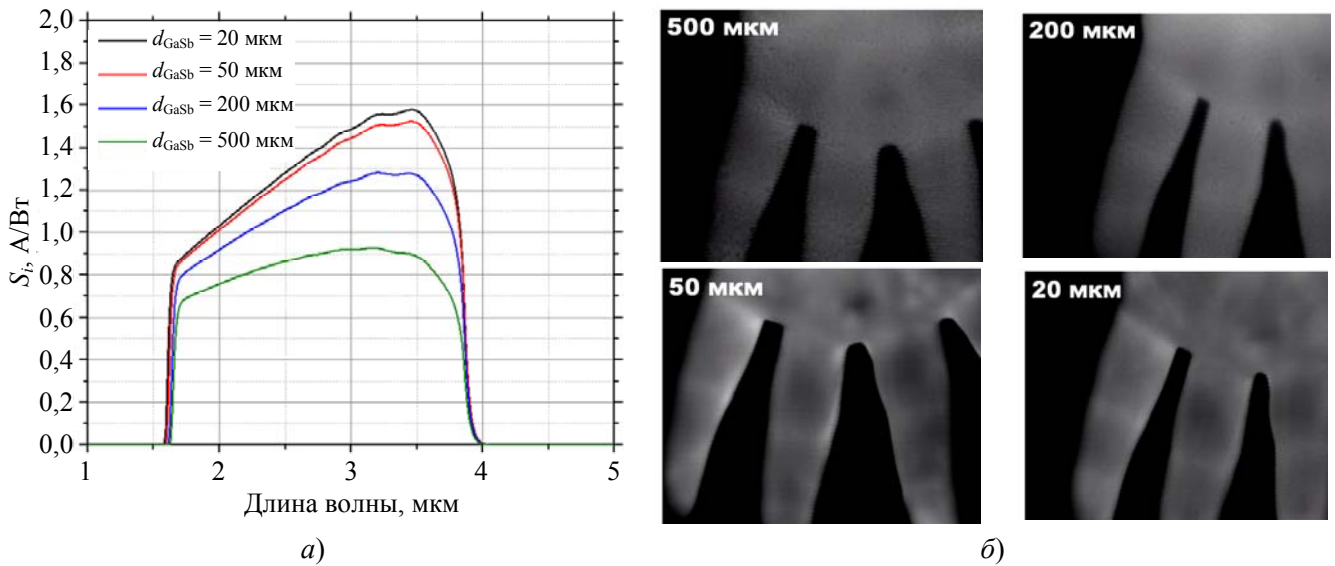 2,0
1,8
1,6
1,4
1,2
1,0
0,8
0,6
0,4
0,2
0,0
S_i, А/Вт
d_GaSb = 20 мкм
d_GaSb = 50 мкм
d_GaSb = 200 мкм
d_GaSb = 500 мкм
1 2 3 4 5
Длина волны, мкм
а)
500 мкм
200 мкм
50 мкм
20 мкм
б)